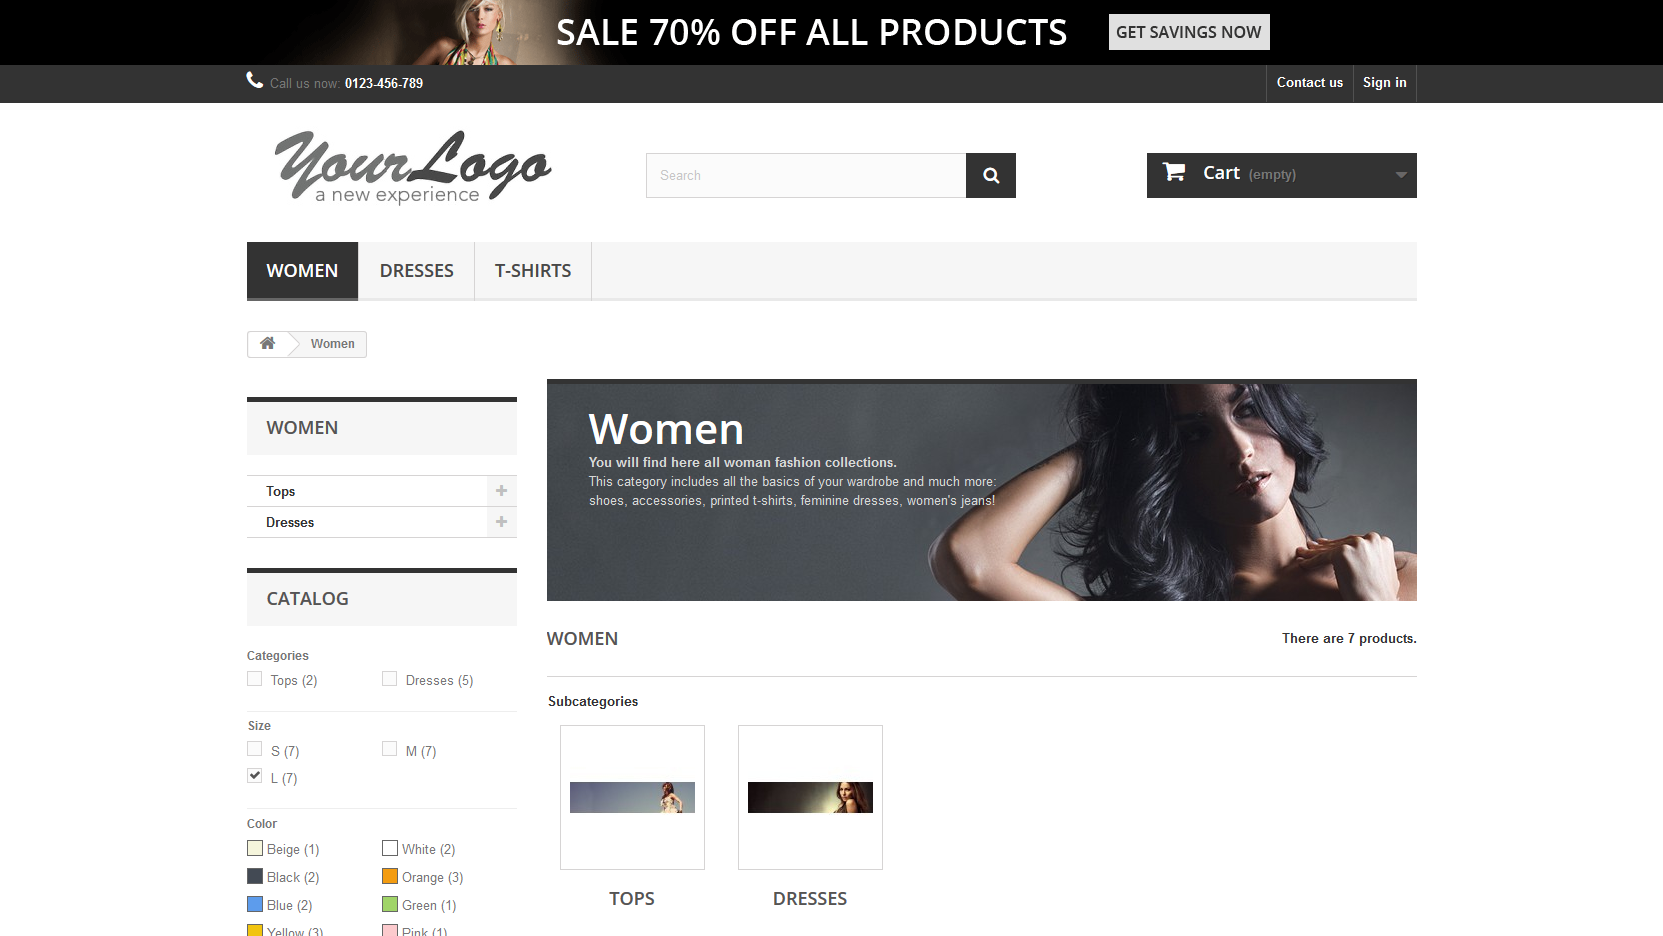 SALE 70% OFF ALL PRODUCTS GET SAVINGS NOW
Call us now: 0123-456-789 Contact us Sign in
YourLogo
a new experience
Search
Cart (empty)
WOMEN DRESSES T-SHIRTS
Women
WOMEN
Tops
Dresses
CATALOG
Categories
Tops (2) Dresses (5)
Size
S (7) M (7)
L (7)
Color
Beige (1) White (2)
Black (2) Orange (3)
Blue (2) Green (1)
Yellow (3) Pink (1)
Women
You will find here all woman fashion collections.
This category includes all the basics of your wardrobe and much more:
shoes, accessories, printed t-shirts, feminine dresses, women's jeans!
WOMEN There are 7 products.
Subcategories
TOPS DRESSES